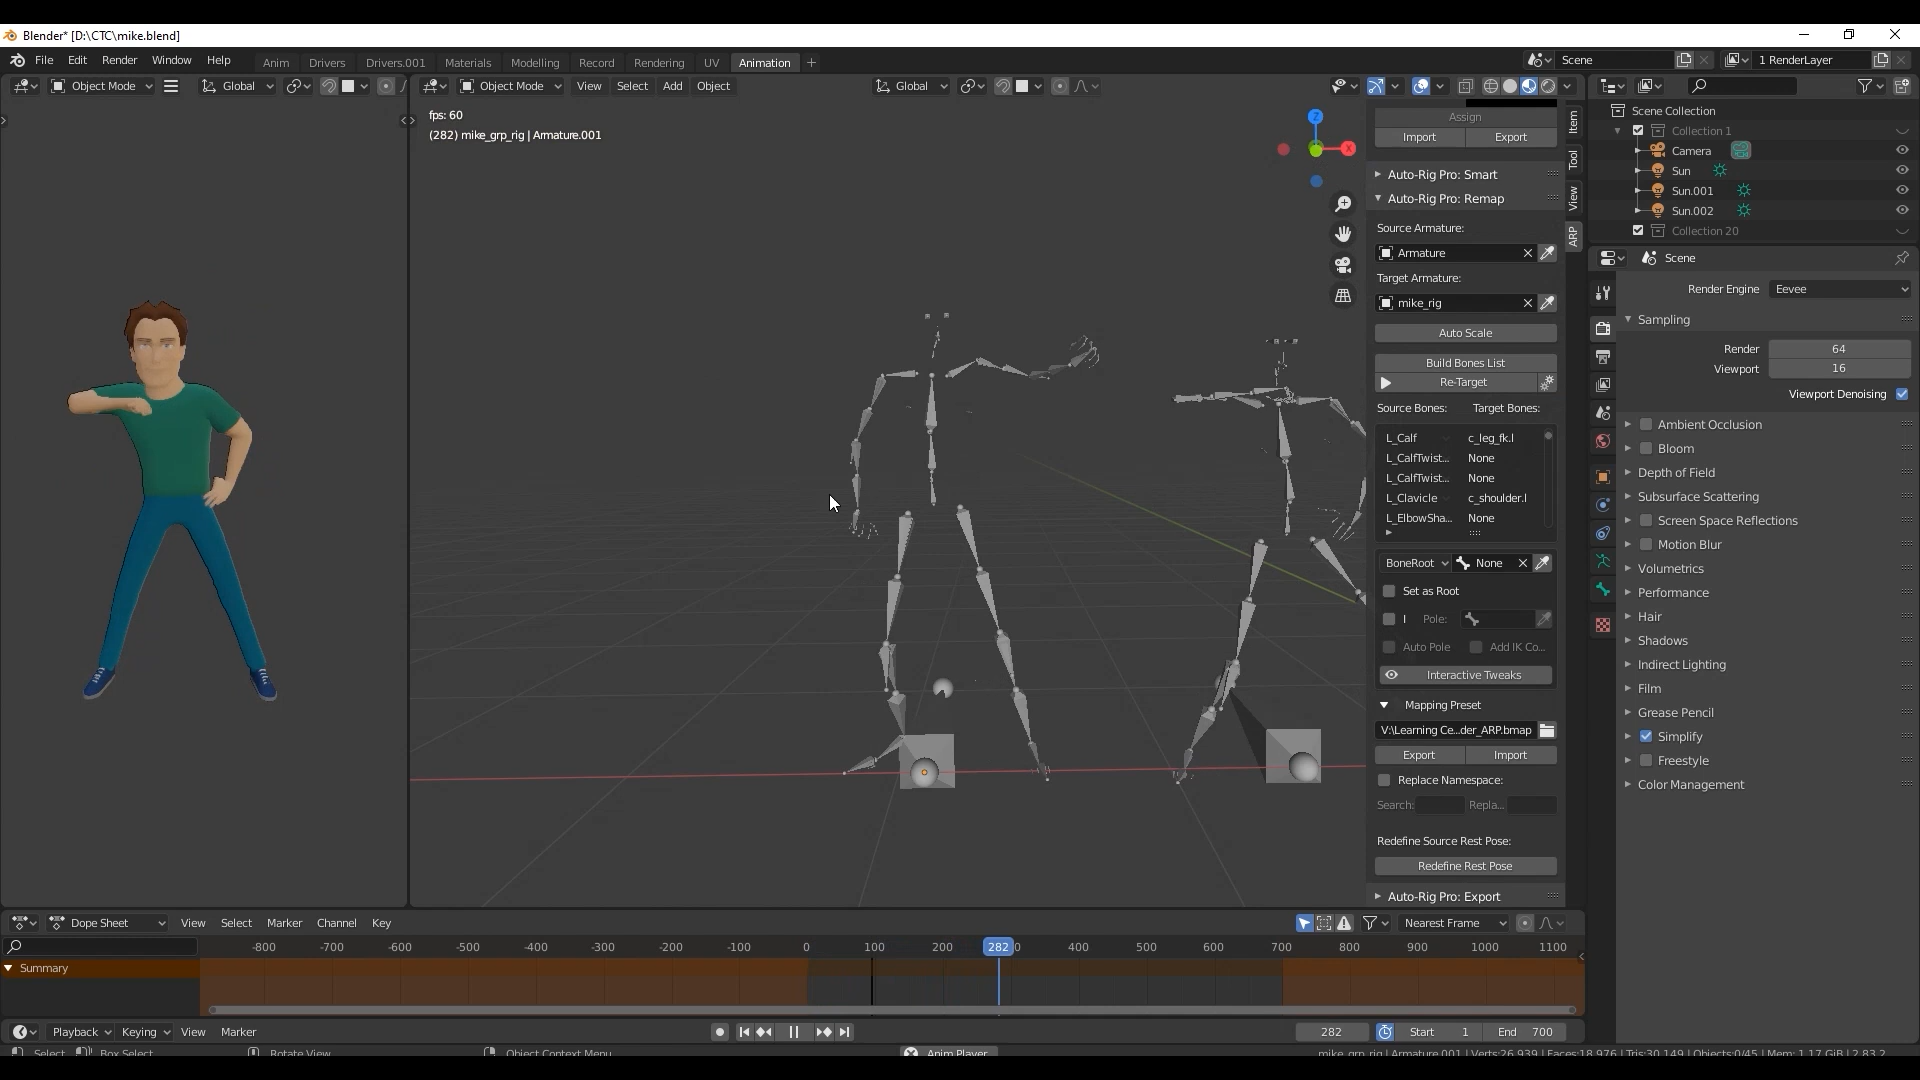 Blender* [D:\CTC\mike.blend]
File Edit Render Window Help Anim Drivers Drivers.001 Materials Modelling Record Rendering UV Animation + Scene 1 RenderLayer
Object Mode Global Object Mode View Select Add Object Global
fps: 60
(282) mike_grp_rig | Armature.001
Z
X
Assign
Import Export
Auto-Rig Pro: Smart
Auto-Rig Pro: Remap
Source Armature:
Armature
Target Armature:
mike_rig
Auto Scale
Build Bones List
Re-Target
Source Bones: Target Bones:
L_Calf c_leg_fk.l
L_CalfTwist... None
L_CalfTwist... None
L_Clavicle c_shoulder.l
L_ElbowSha... None
BoneRoot None
Set as Root
I Pole:
Auto Pole Add IK Co...
Interactive Tweaks
Mapping Preset
V:\Learning Ce...der_ARP.bmap
Export Import
Replace Namespace:
Search: Repla...
Redefine Source Rest Pose:
Redefine Rest Pose
Auto-Rig Pro: Export
Item
Tool
View
ARP
Scene Collection
Collection 1
Camera
Sun
Sun.001
Sun.002
Collection 20
Scene
Render Engine Eevee
Sampling
Render 64
Viewport 16
Viewport Denoising
Ambient Occlusion
Bloom
Depth of Field
Subsurface Scattering
Screen Space Reflections
Motion Blur
Volumetrics
Performance
Hair
Shadows
Indirect Lighting
Film
Grease Pencil
Simplify
Freestyle
Color Management
Dope Sheet View Select Marker Channel Key Nearest Frame
-800 -700 -600 -500 -400 -300 -200 -100 0 100 200 282 400 500 600 700 800 900 1000 1100
Summary
Playback Keying View Marker 282 Start 1 End 700
Select Box Select Rotate View Object Context Menu Anim Player mike_grp_rig | Armature.001 | Verts:26,939 | Faces:18,976 | Tris:30,149 | Objects:0/45 | Mem: 1.17 GiB | 2.83.2